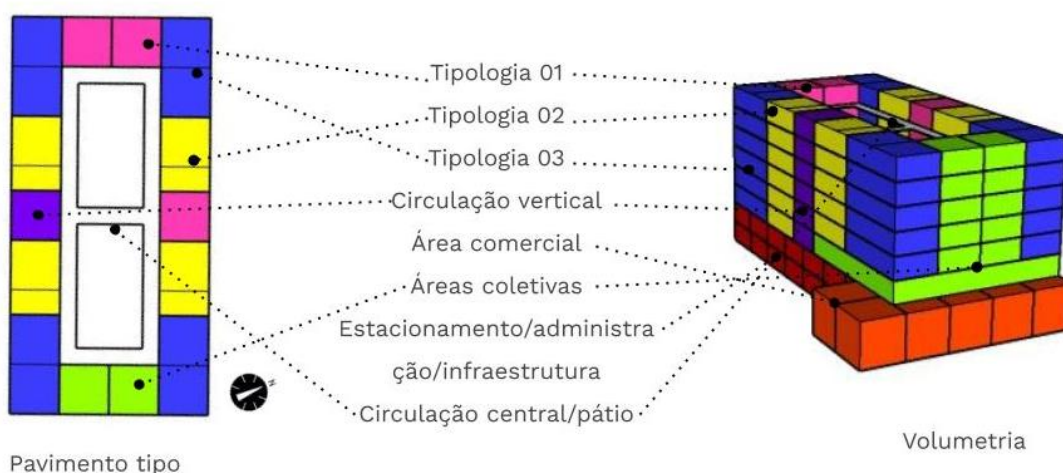 Tipologia 01
Tipologia 02
Tipologia 03
Circulação vertical
Área comercial
Áreas coletivas
Estacionamento/administra
ção/infraestrutura
Circulação central/pátio
N
Pavimento tipo
Volumetria